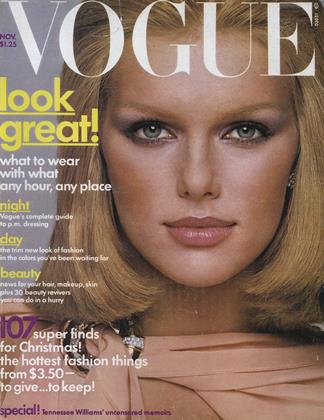 VOGUE
NOV.
$1.25
look
great!
what to wear
with what
any hour, any place
night
Vogue's complete guide
to p.m. dressing
day
the trim new look of fashion
in the colors you've been waiting for
beauty
news for your hair, makeup, skin
plus 30 beauty revivers
you can do in a hurry
107 super finds
for Christmas!
the hottest fashion things
from $3.50—
to give...to keep!
special! Tennessee Williams' uncensored memoirs